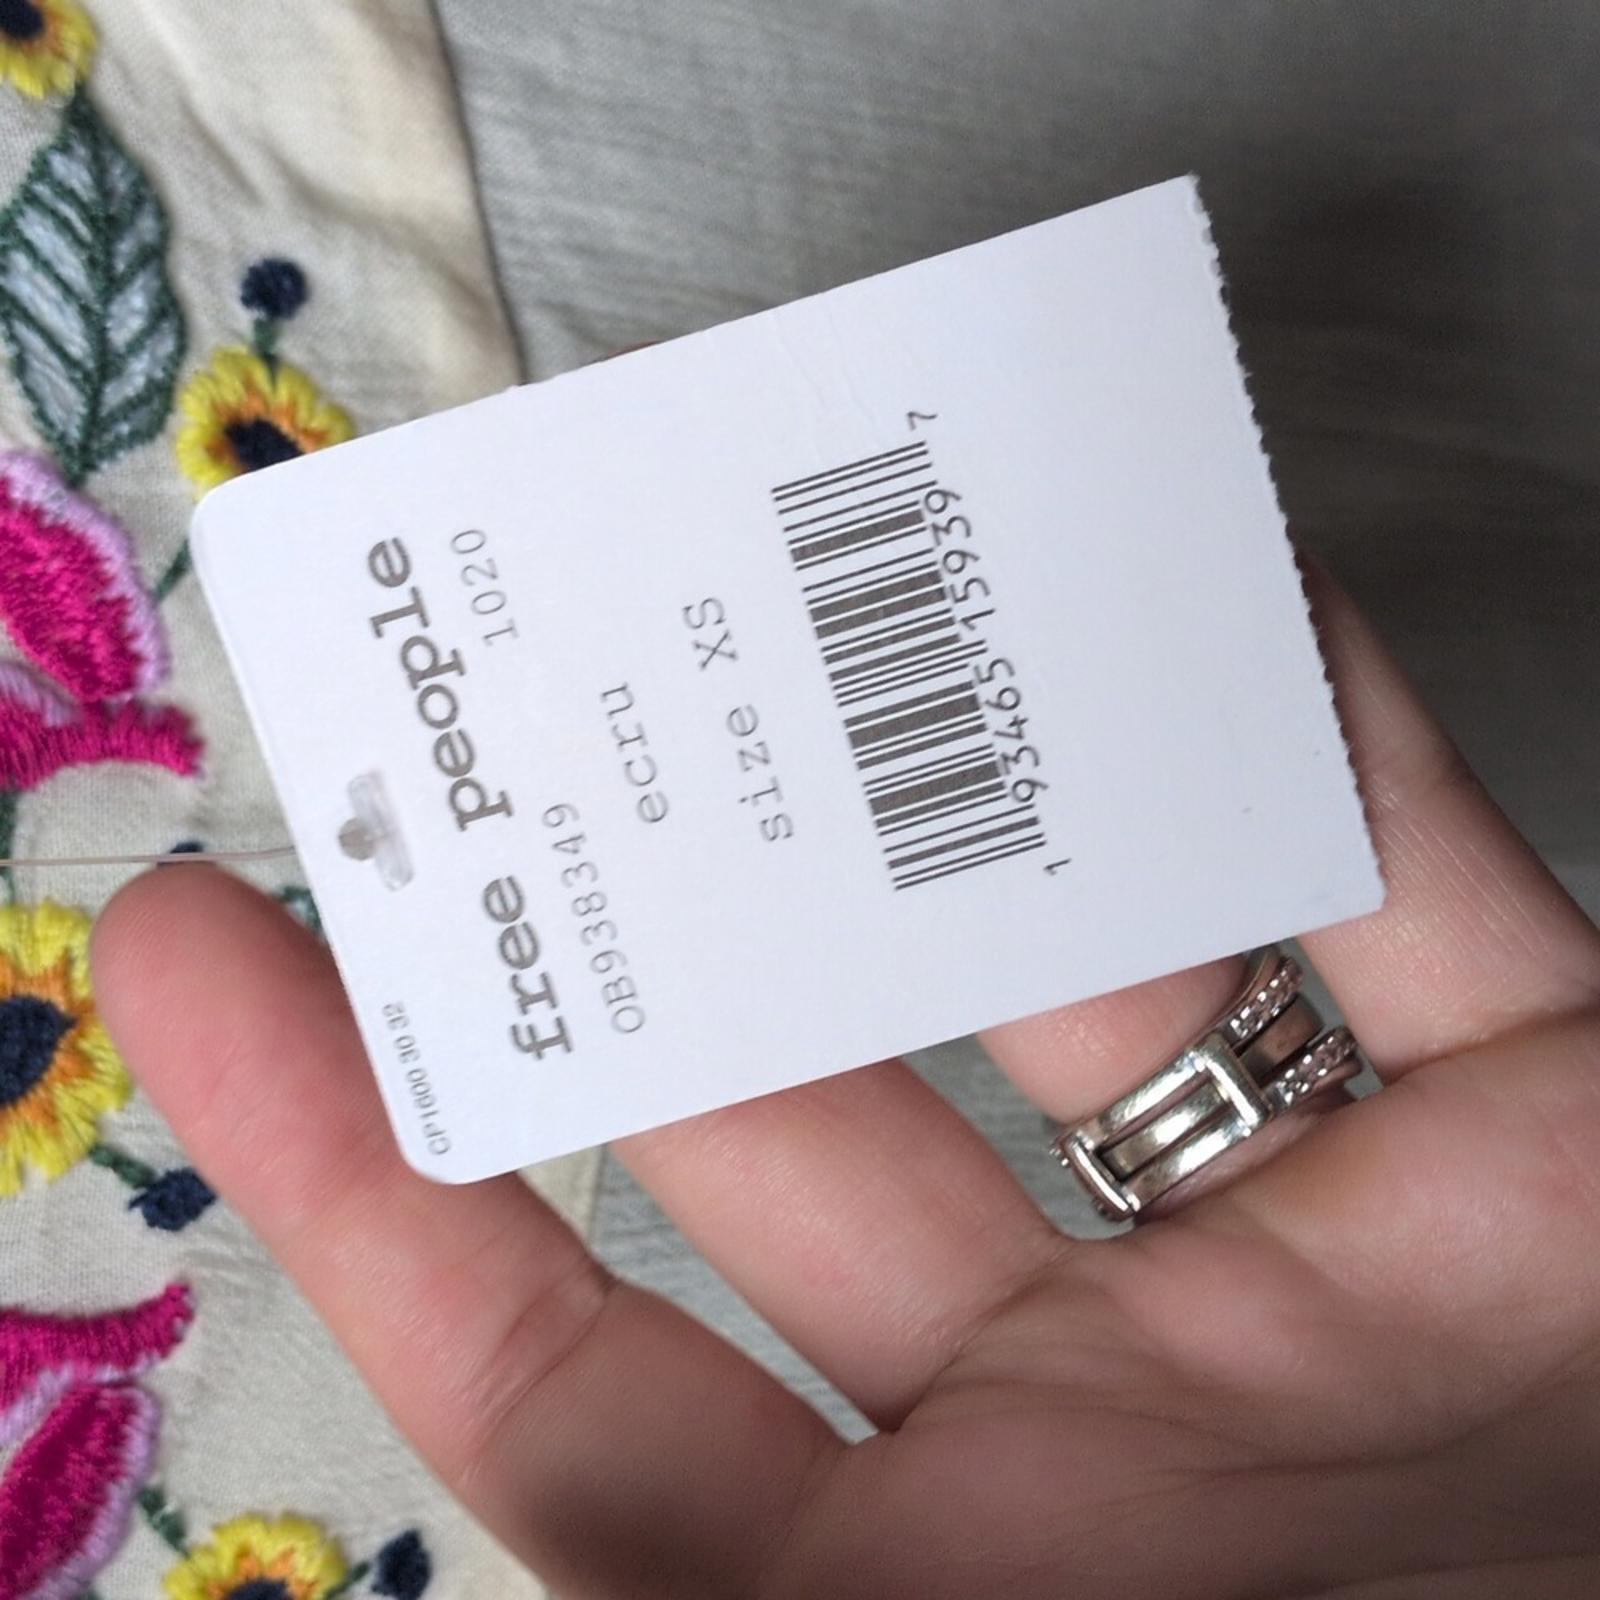 CP1600 30 32
free people
OB938349 1020
ecru
size XS
1 93465 15939 7